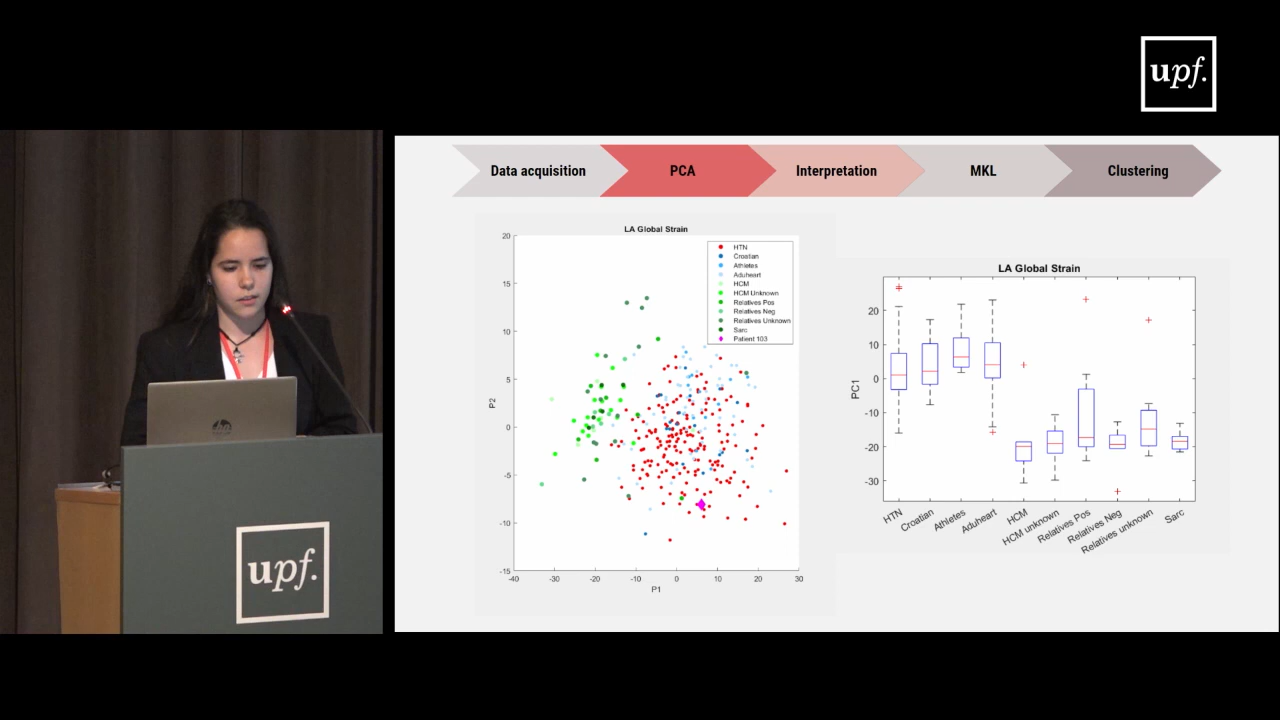 upf.
Data acquisition
PCA
Interpretation
MKL
Clustering
LA Global Strain
20
15
10
5
0
-5
-10
-15
P2
-40
-30
-20
-10
0
10
20
30
P1
HTN
Croatian
Athletes
Aduheart
HCM
HCM Unknown
Relatives Pos
Relatives Neg
Relatives Unknown
Sarc
Patient 103
LA Global Strain
PC1
20
10
0
-10
-20
-30
HTN
Croatian
Athletes
Aduheart
HCM
HCM unknown
Relatives Pos
Relatives Neg
Relatives unknown
Sarc
upf.